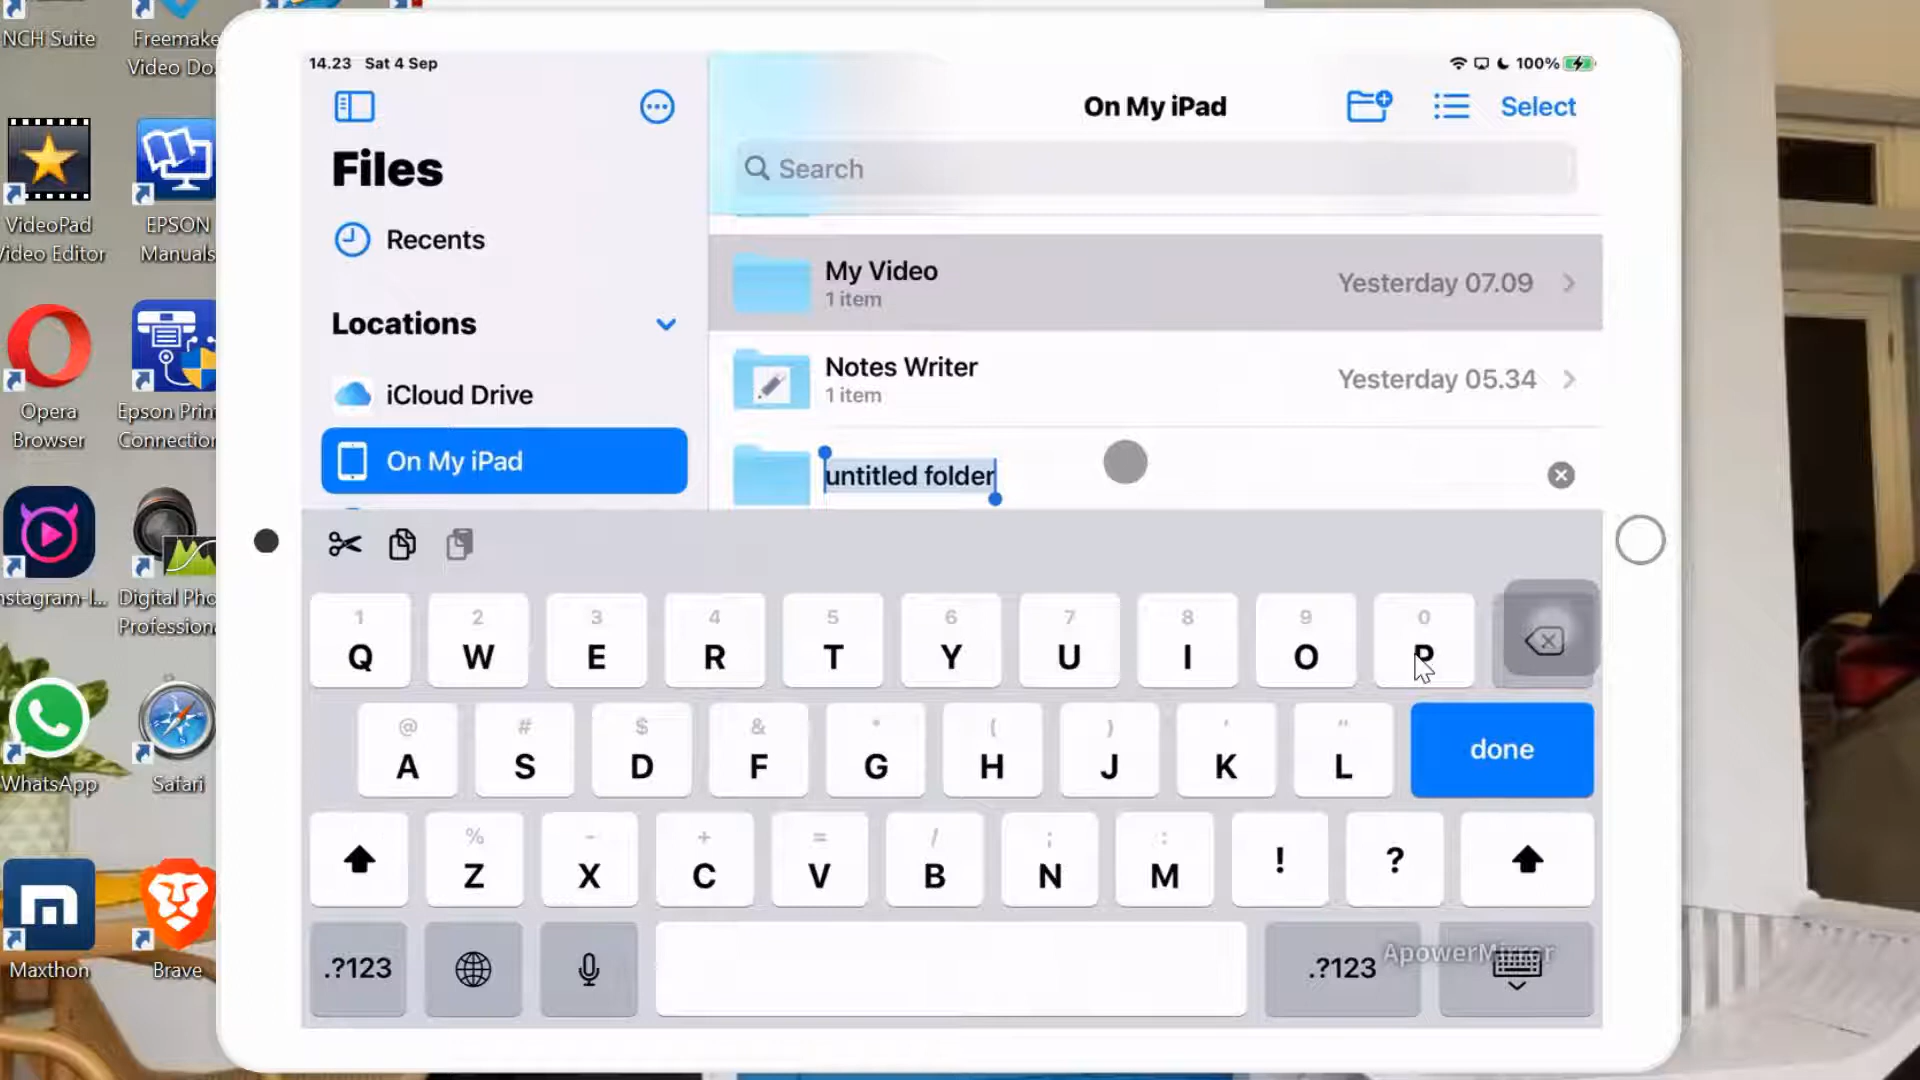 NCH Suite
Freemake
Video Do...
VideoPad
Video Editor
EPSON
Manuals
Opera
Browser
Epson Prin
Connection
nstagram-I...
Digital Pho
Professiona
WhatsApp
Safari
Maxthon
Brave
14.23 Sat 4 Sep
100%
Files
Recents
Locations
iCloud Drive
On My iPad
On My iPad
Select
Search
My Video
1 item
Yesterday 07.09
Notes Writer
1 item
Yesterday 05.34
untitled folder
1 2 3 4 5 6 7 8 9 0
Q W E R T Y U I O P
@ # $ & * ( ) ' "
A S D F G H J K L
done
% - + = / ; :
Z X C V B N M ! ?
.?123
.?123
ApowerMirror